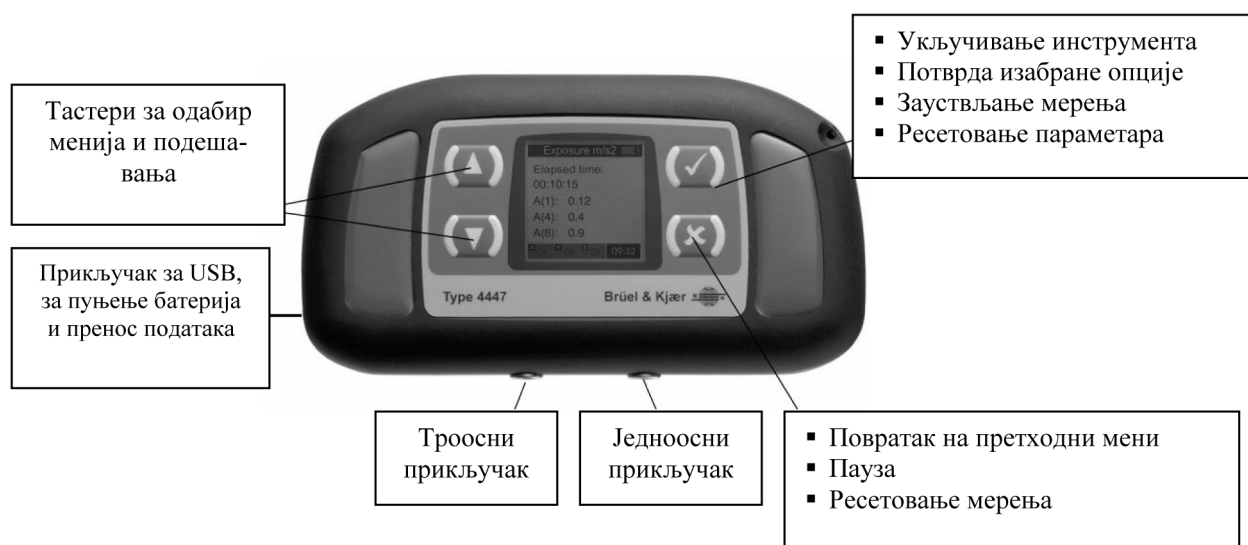 ▪ Укључивање инструмента
▪ Потврда изабране опције
▪ Зауствљање мерења
▪ Ресетовање параметара
Тастери за одабир
менија и подеша-
вања
Exposure m/s2
Elapsed time:
00:10:15
A(1): 0.12
A(4): 0.4
A(8): 0.9
09:32
Прикључак за USB,
за пуњење батерија
и пренос података
Type 4447
Brüel & Kjær
Троосни
прикључак
Једноосни
прикључак
▪ Повратак на претходни мени
▪ Пауза
▪ Ресетовање мерења